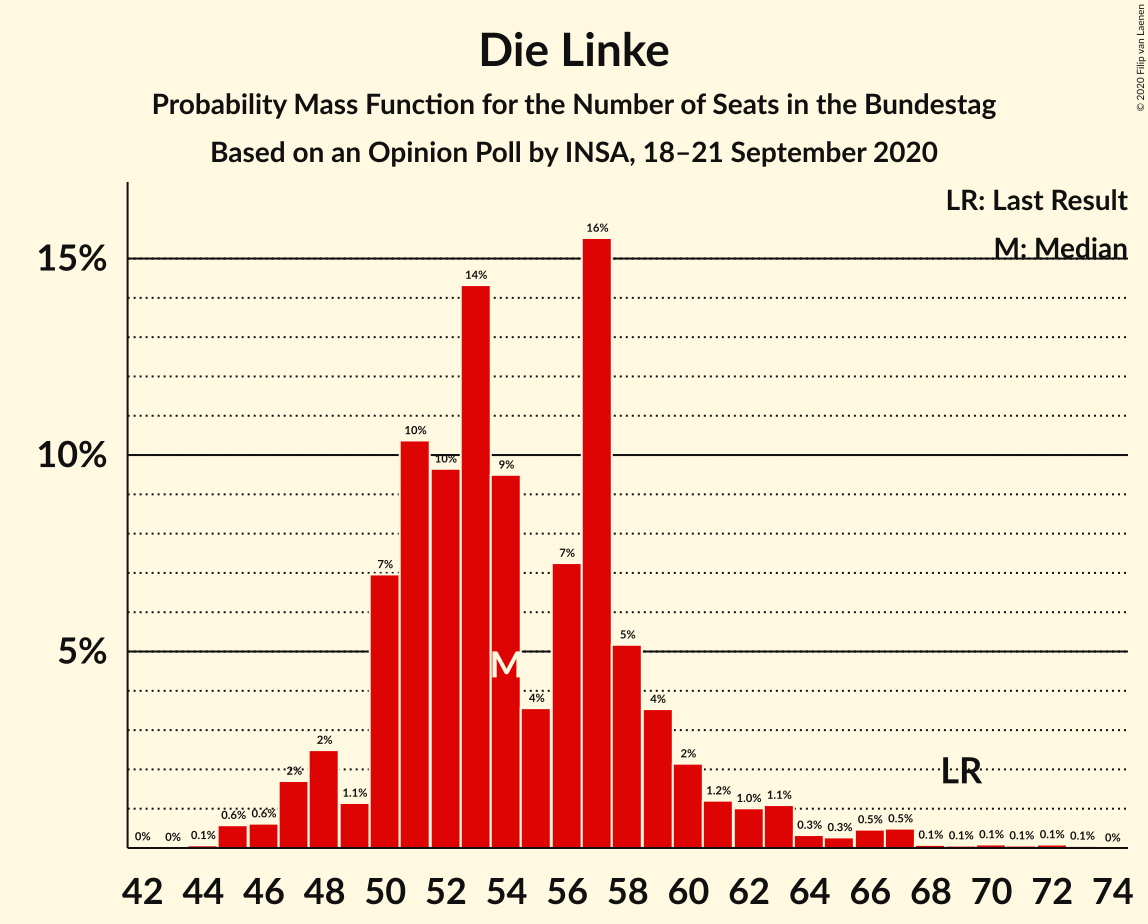 Die Linke
Probability Mass Function for the Number of Seats in the Bundestag
Based on an Opinion Poll by INSA, 18–21 September 2020
© 2020 Filip van Laenen
LR: Last Result
M: Median
15%
10%
5%
0% 0% 0.1% 0.6% 0.6% 2% 2% 1.1% 7% 10% 10% 14% 9% 4% 7% 16% 5% 4% 2% 1.2% 1.0% 1.1% 0.3% 0.3% 0.5% 0.5% 0.1% 0.1% 0.1% 0.1% 0.1% 0.1% 0%
M
LR
42 44 46 48 50 52 54 56 58 60 62 64 66 68 70 72 74